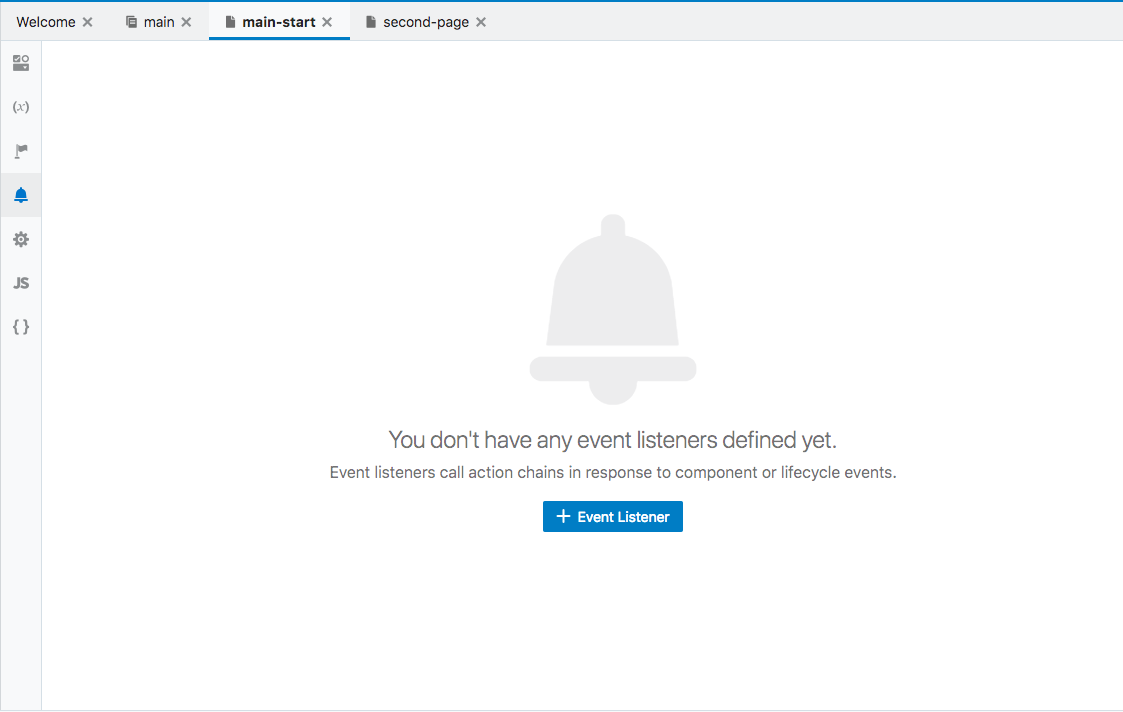 Welcome main main-start second-page
(x)
JS
{ }
You don't have any event listeners defined yet.
Event listeners call action chains in response to component or lifecycle events.
+ Event Listener